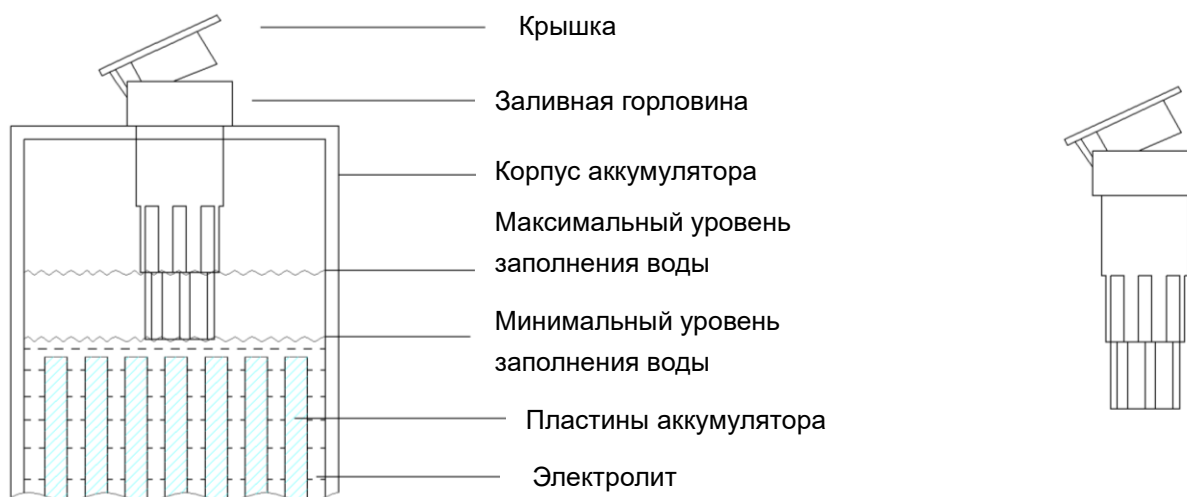 Крышка
Заливная горловина
Корпус аккумулятора
Максимальный уровень
заполнения воды
Минимальный уровень
заполнения воды
Пластины аккумулятора
Электролит